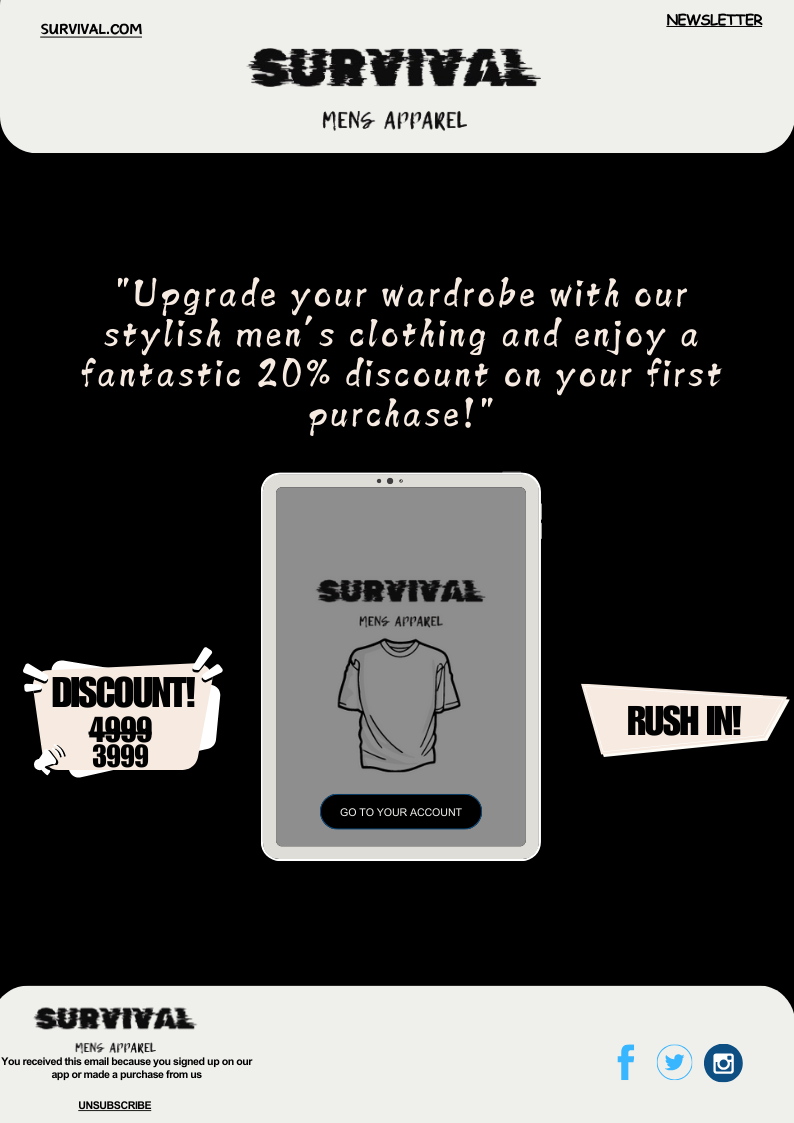 SURVIVAL.COM
NEWSLETTER
SURVIVAL
MENS APPAREL
"Upgrade your wardrobe with our
stylish men's clothing and enjoy a
fantastic 20% discount on your first
purchase!"
SURVIVAL
MENS APPAREL
GO TO YOUR ACCOUNT
DISCOUNT!
4999
3999
RUSH IN!
SURVIVAL
MENS APPAREL
You received this email because you signed up on our
app or made a purchase from us
UNSUBSCRIBE